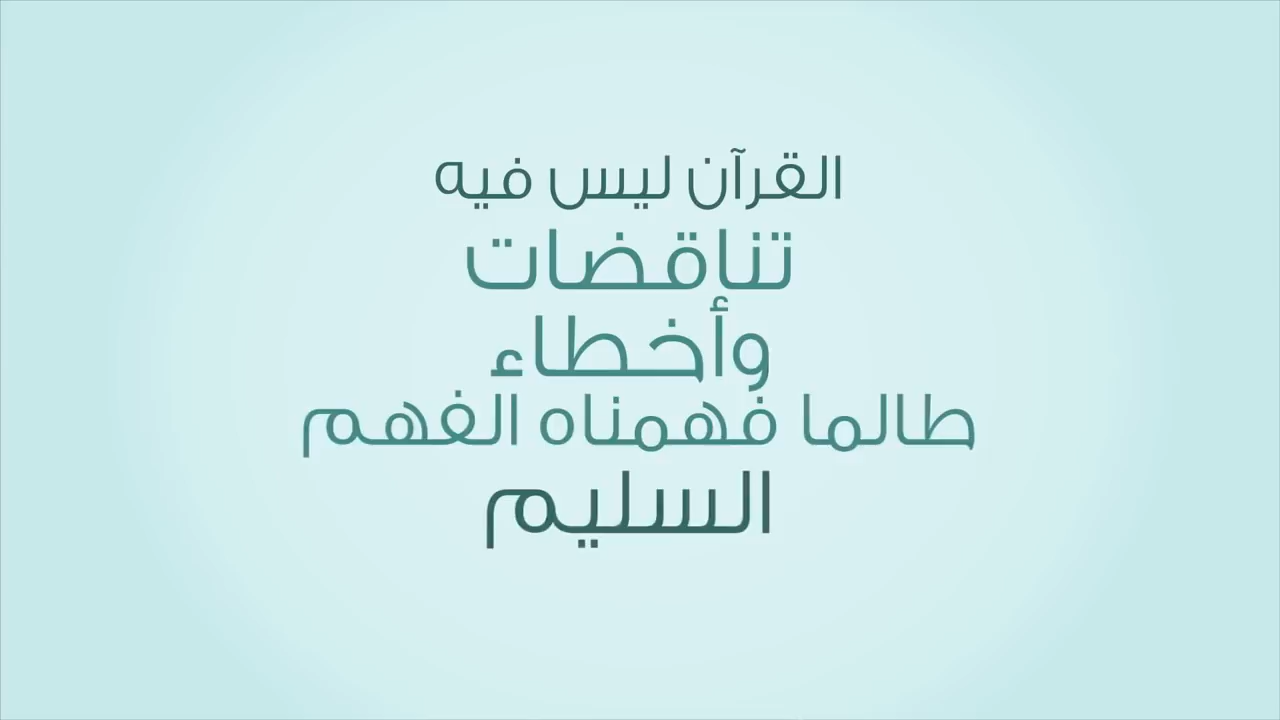 القرآن ليس فيه
تناقضات
وأخطاء
طالما فهمناه الفهم
السليم